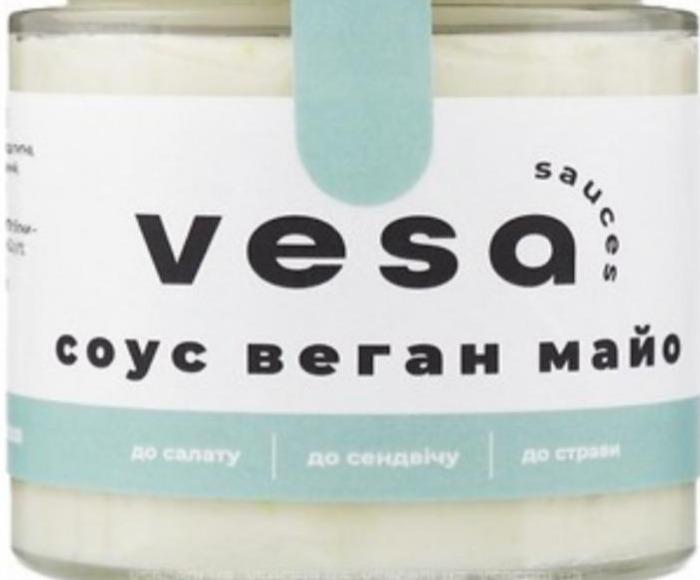 vesa
sauces
соус веган майо
до салату
до сендвічу
до страви